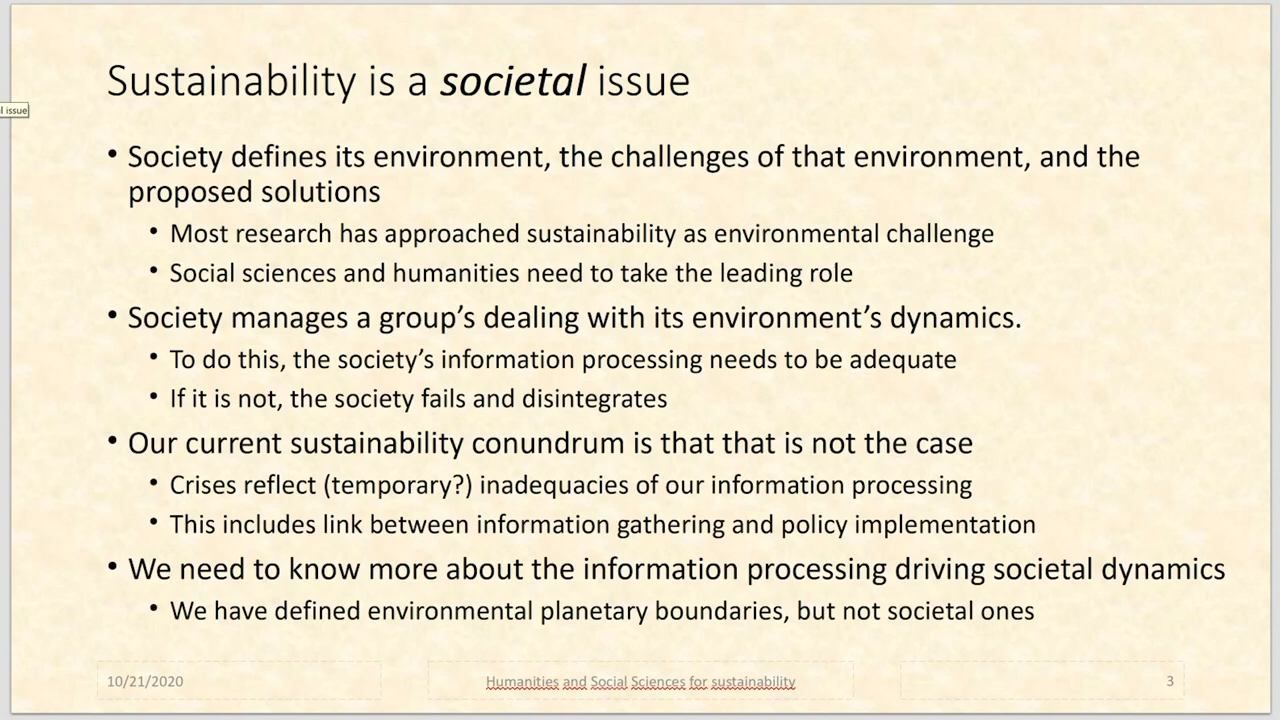 Sustainability is a societal issue
l issue
• Society defines its environment, the challenges of that environment, and the
proposed solutions
• Most research has approached sustainability as environmental challenge
• Social sciences and humanities need to take the leading role
• Society manages a group’s dealing with its environment’s dynamics.
• To do this, the society’s information processing needs to be adequate
• If it is not, the society fails and disintegrates
• Our current sustainability conundrum is that that is not the case
• Crises reflect (temporary?) inadequacies of our information processing
• This includes link between information gathering and policy implementation
• We need to know more about the information processing driving societal dynamics
• We have defined environmental planetary boundaries, but not societal ones
10/21/2020
Humanities and Social Sciences for sustainability
3